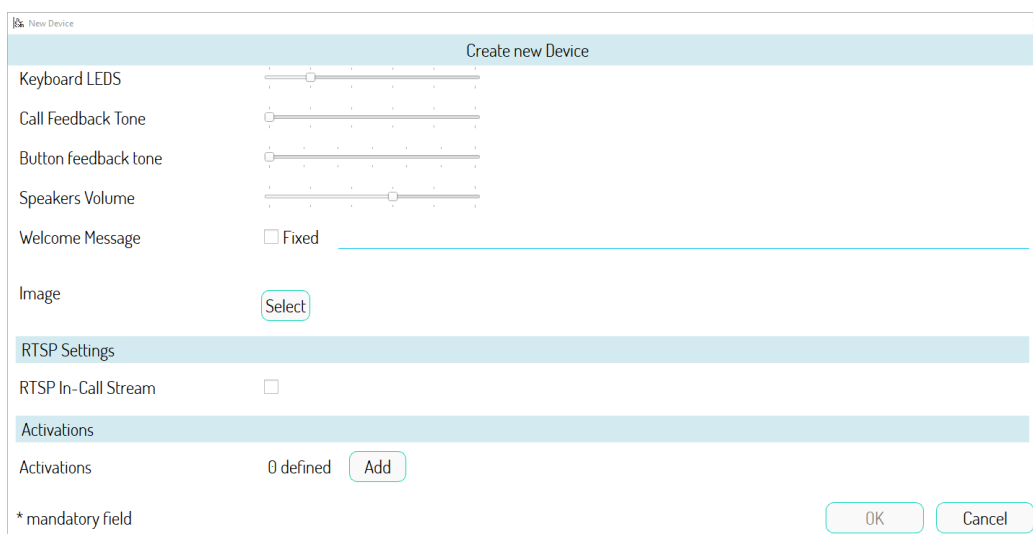 New Device
Create new Device
Keyboard LEDS
Call Feedback Tone
Button feedback tone
Speakers Volume
Welcome Message Fixed
Image Select
RTSP Settings
RTSP In-Call Stream
Activations
Activations 0 defined Add
* mandatory field OK Cancel